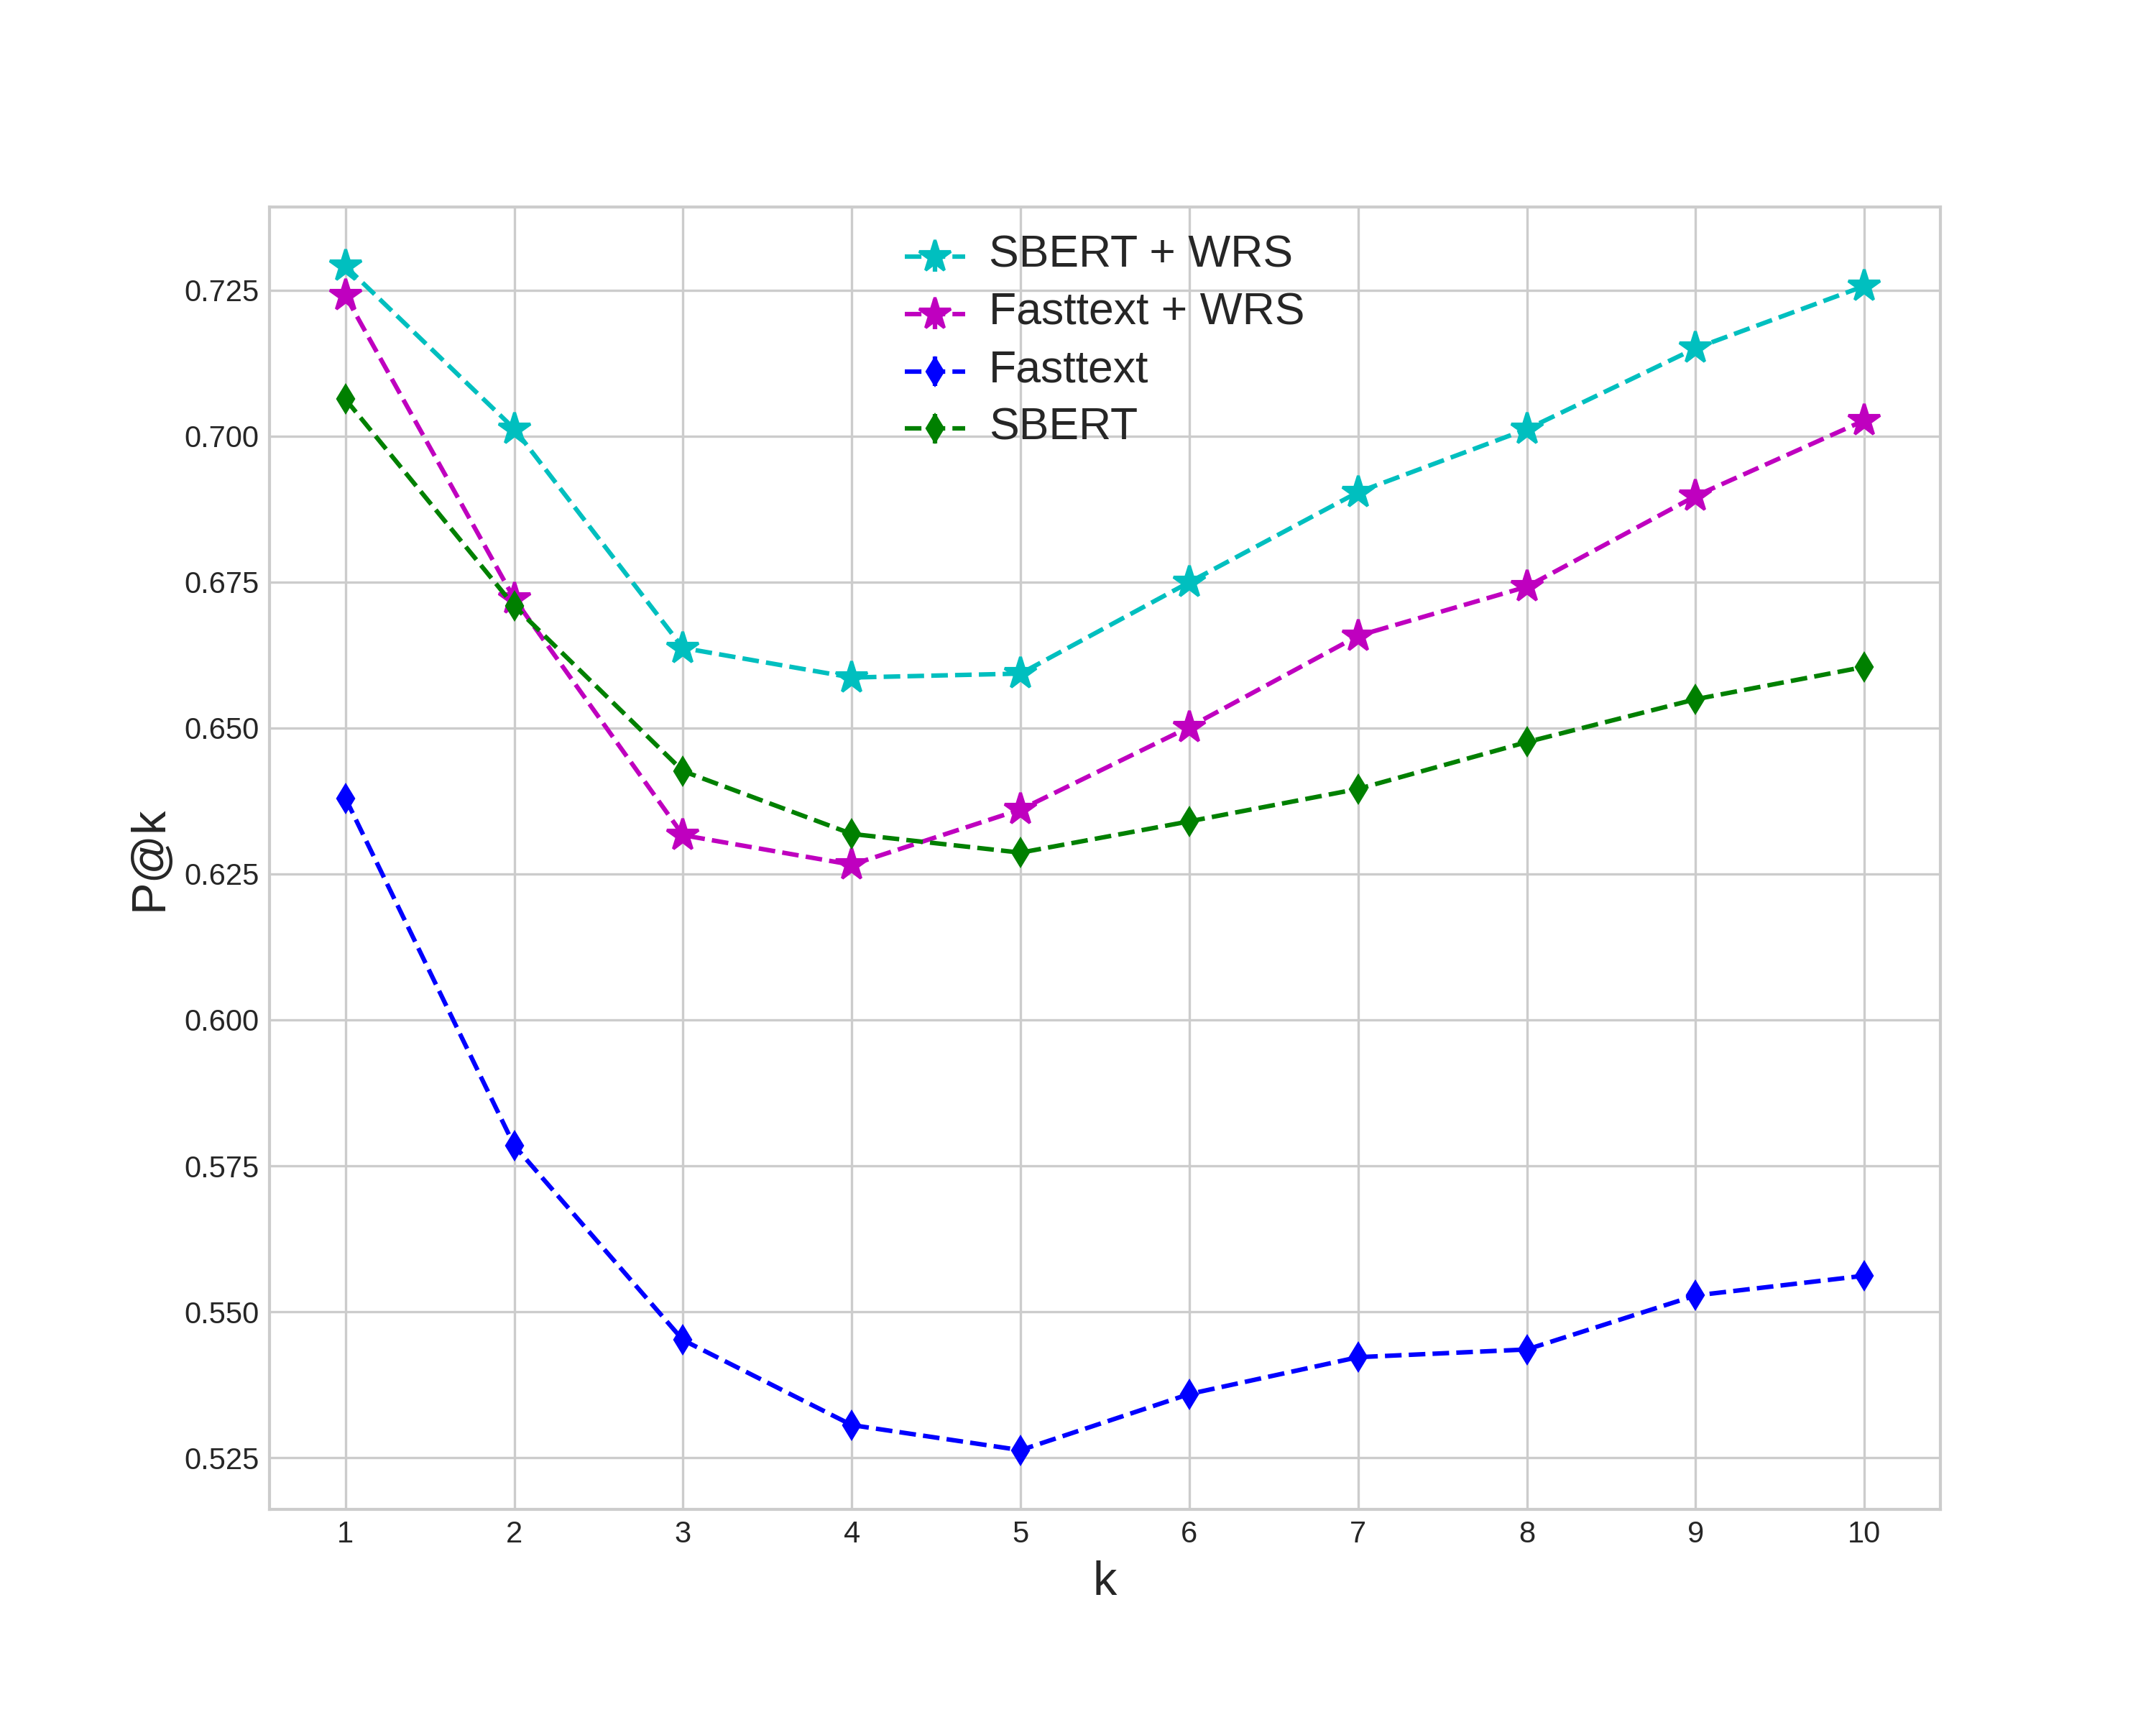 SBERT + WRS
Fasttext + WRS
Fasttext
SBERT
P@k
0.725
0.700
0.675
0.650
0.625
0.600
0.575
0.550
0.525
1 2 3 4 5 6 7 8 9 10
k